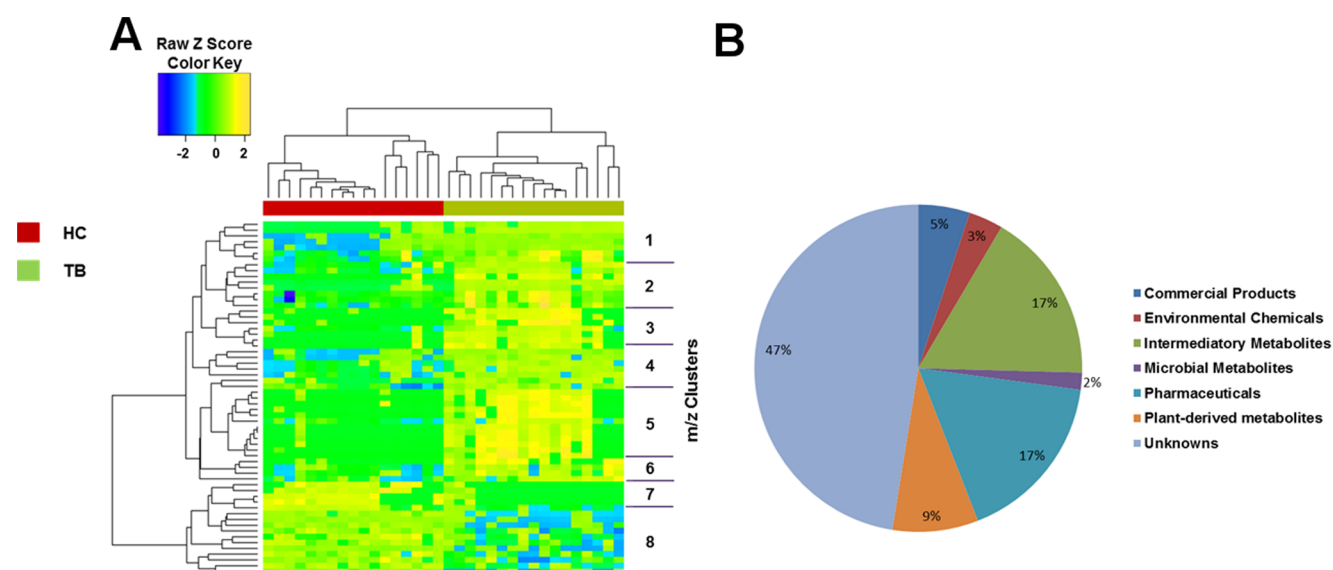 A
Raw Z Score
Color Key
-2 0 2
HC
TB
1
2
3
4
5
6
7
8
m/z Clusters
B
5%
3%
17%
2%
17%
9%
47%
Commercial Products
Environmental Chemicals
Intermediatory Metabolites
Microbial Metabolites
Pharmaceuticals
Plant-derived metabolites
Unknowns